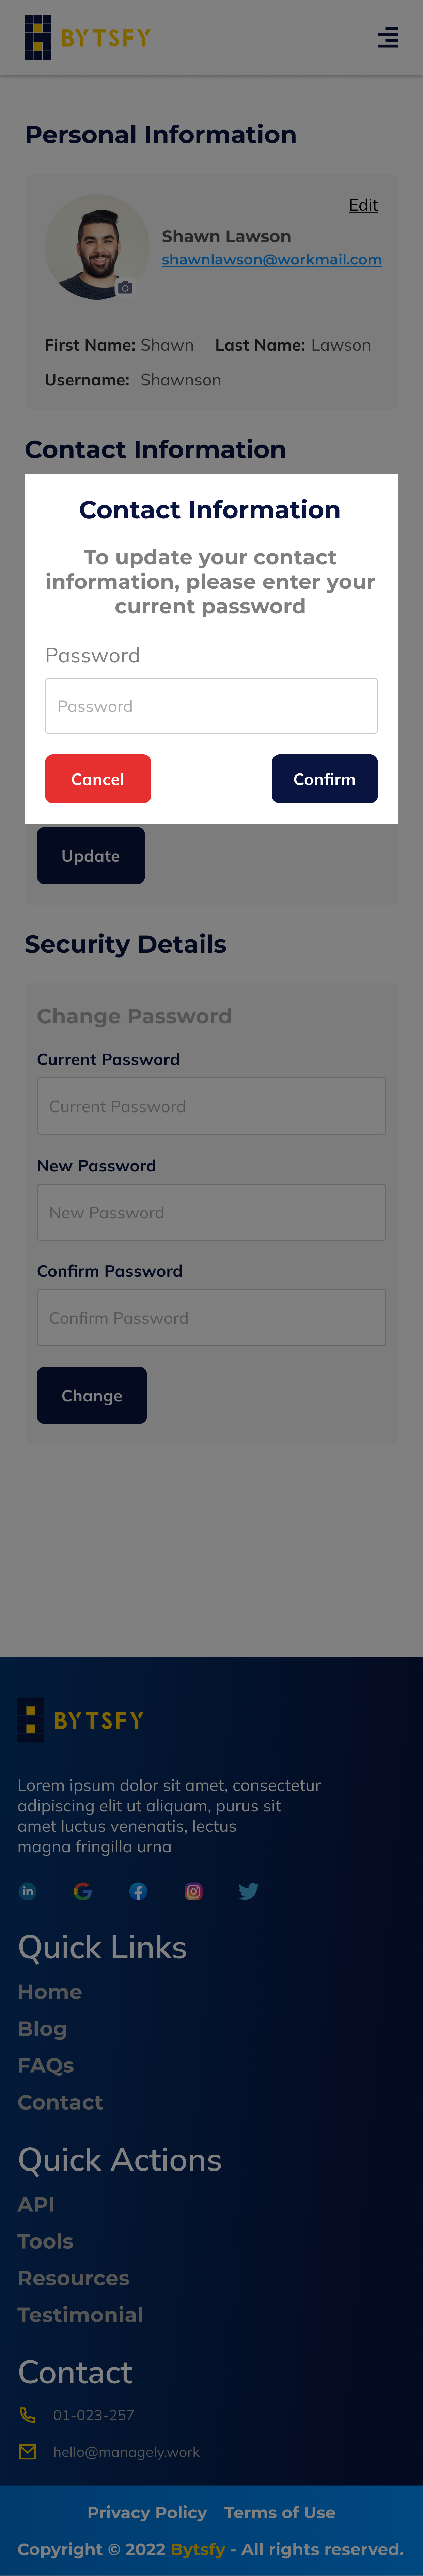 BYTSFY
Personal Information
Edit
Shawn Lawson
shawnlawson@workmail.com
First Name: Shawn Last Name: Lawson
Username: Shawnson
Contact Information
Contact Information
To update your contact
information, please enter your
current password
Password
Password
Cancel Confirm
Update
Security Details
Change Password
Current Password
Current Password
New Password
New Password
Confirm Password
Confirm Password
Change
BYTSFY
Lorem ipsum dolor sit amet, consectetur
adipiscing elit ut aliquam, purus sit
amet luctus venenatis, lectus
magna fringilla urna
in G f
Quick Links
Home
Blog
FAQs
Contact
Quick Actions
API
Tools
Resources
Testimonial
Contact
01-023-257
hello@managely.work
Privacy Policy Terms of Use
Copyright © 2022 Bytsfy - All rights reserved.